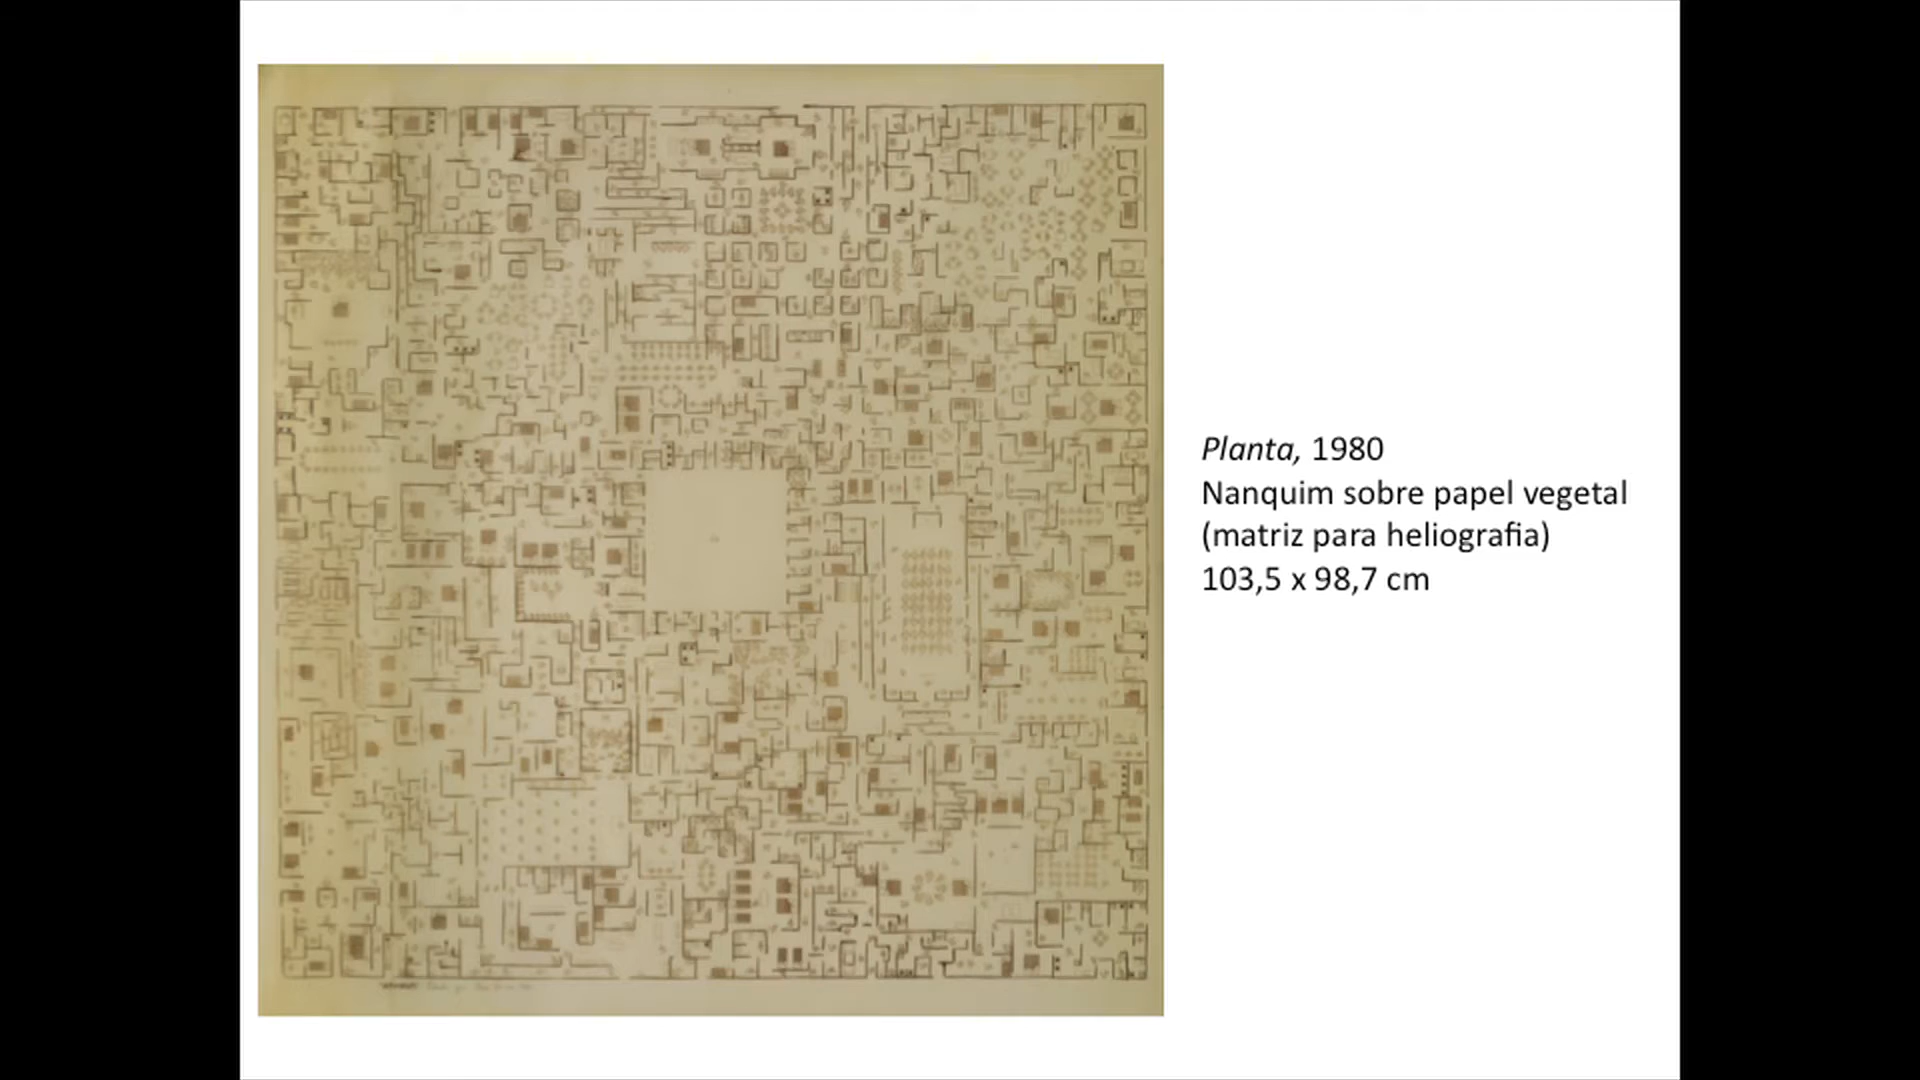 Planta, 1980
Nanquim sobre papel vegetal
(matriz para heliografia)
103,5 x 98,7 cm